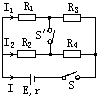 I₁ R₁ R₃
S'
I₂ R₂ R₄
I E, r S